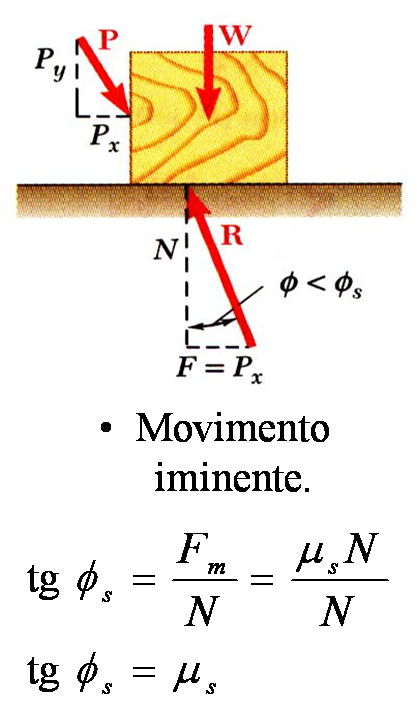 P
W
P_y
P_x
N
R
ϕ < ϕ_s
F = P_x
• Movimento
iminente.
tg ϕ_s = F_m / N = μ_s N / N
tg ϕ_s = μ_s